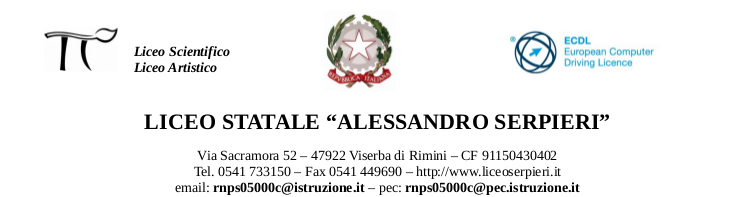 Liceo Scientifico
Liceo Artistico
REPVBBLICA ITALIANA
® ECDL
European Computer
Driving Licence
LICEO STATALE “ALESSANDRO SERPIERI”
Via Sacramora 52 – 47922 Viserba di Rimini – CF 91150430402
Tel. 0541 733150 – Fax 0541 449690 – http://www.liceoserpieri.it
email: rnps05000c@istruzione.it – pec: rnps05000c@pec.istruzione.it